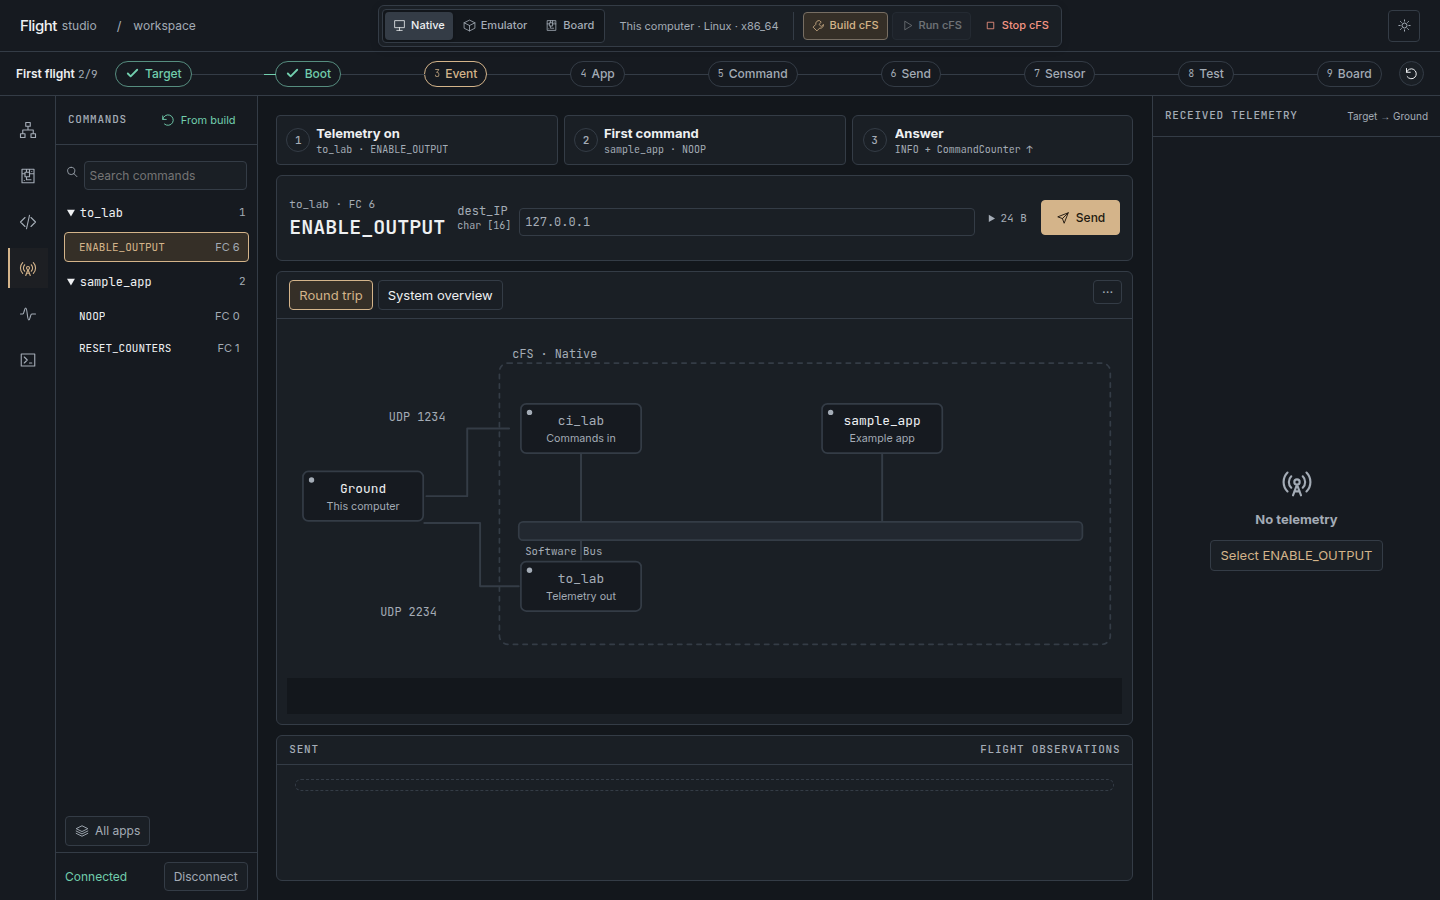 Flight studio / workspace
Native Emulator Board This computer · Linux · x86_64 Build cFS Run cFS Stop cFS
First flight 2/9 Target Boot 3 Event 4 App 5 Command 6 Send 7 Sensor 8 Test 9 Board
COMMANDS From build
Search commands
to_lab 1
ENABLE_OUTPUT FC 6
sample_app 2
NOOP FC 0
RESET_COUNTERS FC 1
All apps
Connected Disconnect
1 Telemetry on
to_lab · ENABLE_OUTPUT
2 First command
sample_app · NOOP
3 Answer
INFO + CommandCounter ↑
to_lab · FC 6
ENABLE_OUTPUT
dest_IP
char [16]
127.0.0.1
24 B
Send
Round trip System overview ...
cFS · Native
UDP 1234
ci_lab
Commands in
sample_app
Example app
Ground
This computer
Software Bus
to_lab
Telemetry out
UDP 2234
SENT FLIGHT OBSERVATIONS
RECEIVED TELEMETRY Target → Ground
No telemetry
Select ENABLE_OUTPUT